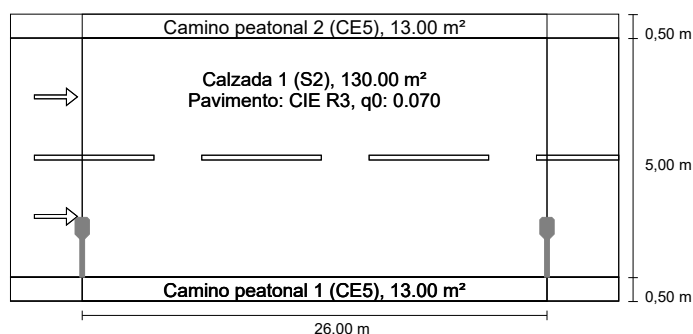 Camino peatonal 2 (CE5), 13.00 m²
0,50 m
Calzada 1 (S2), 130.00 m²
Pavimento: CIE R3, q0: 0.070
5,00 m
Camino peatonal 1 (CE5), 13.00 m²
0,50 m
26.00 m